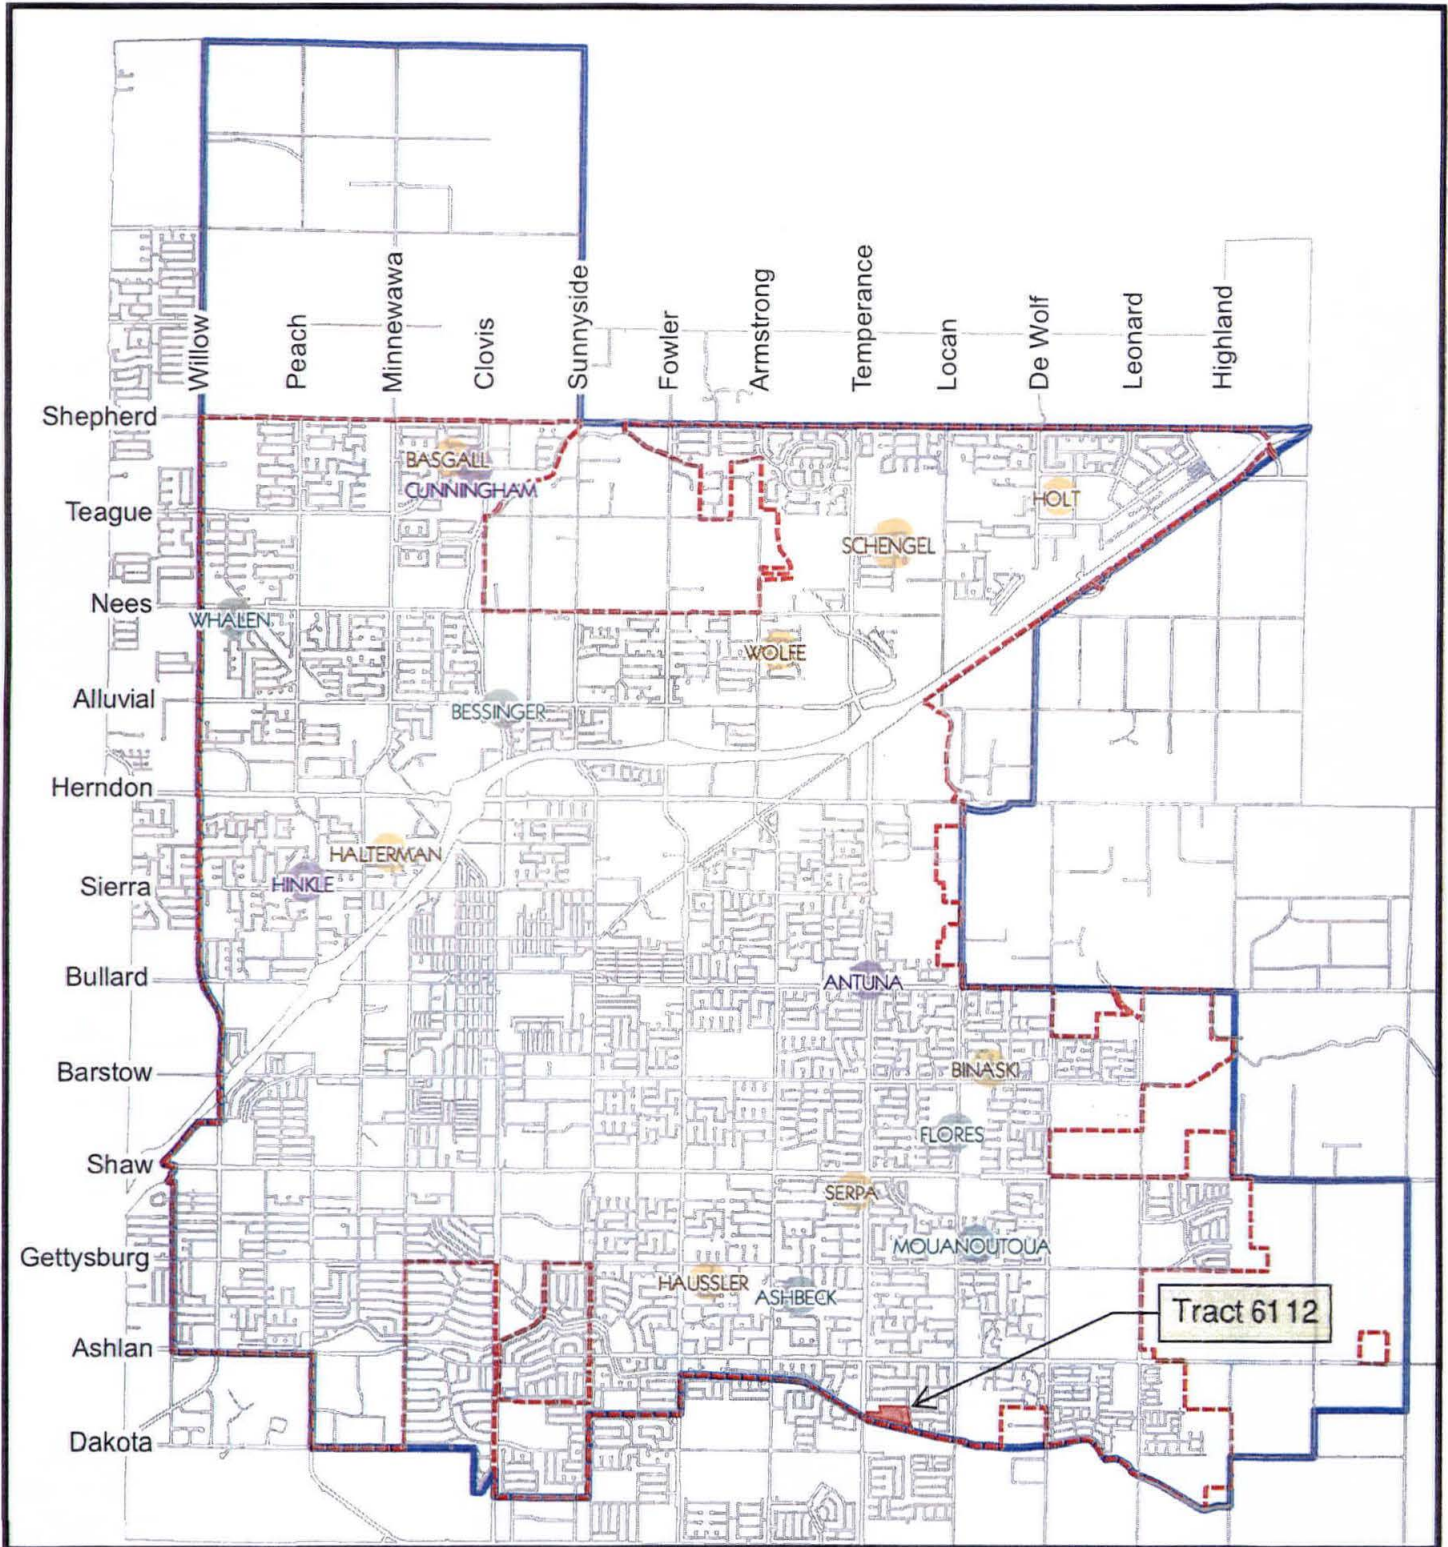 Willow
Peach
Minnewawa
Clovis
Sunnyside
Fowler
Armstrong
Temperance
Locan
De Wolf
Leonard
Highland
Shepherd
BASGALL
CUNNINGHAM
HOLT
Teague
SCHENGEL
Nees
WHALEN
WOLFE
Alluvial
BESSINGER
Herndon
HALTERMAN
Sierra
HINKLE
Bullard
ANTUNA
Barstow
BINASKI
FLORES
Shaw
SERPA
MOUANOUTOUA
Gettysburg
HAUSSLER
ASHBECK
Tract 6112
Ashlan
Dakota